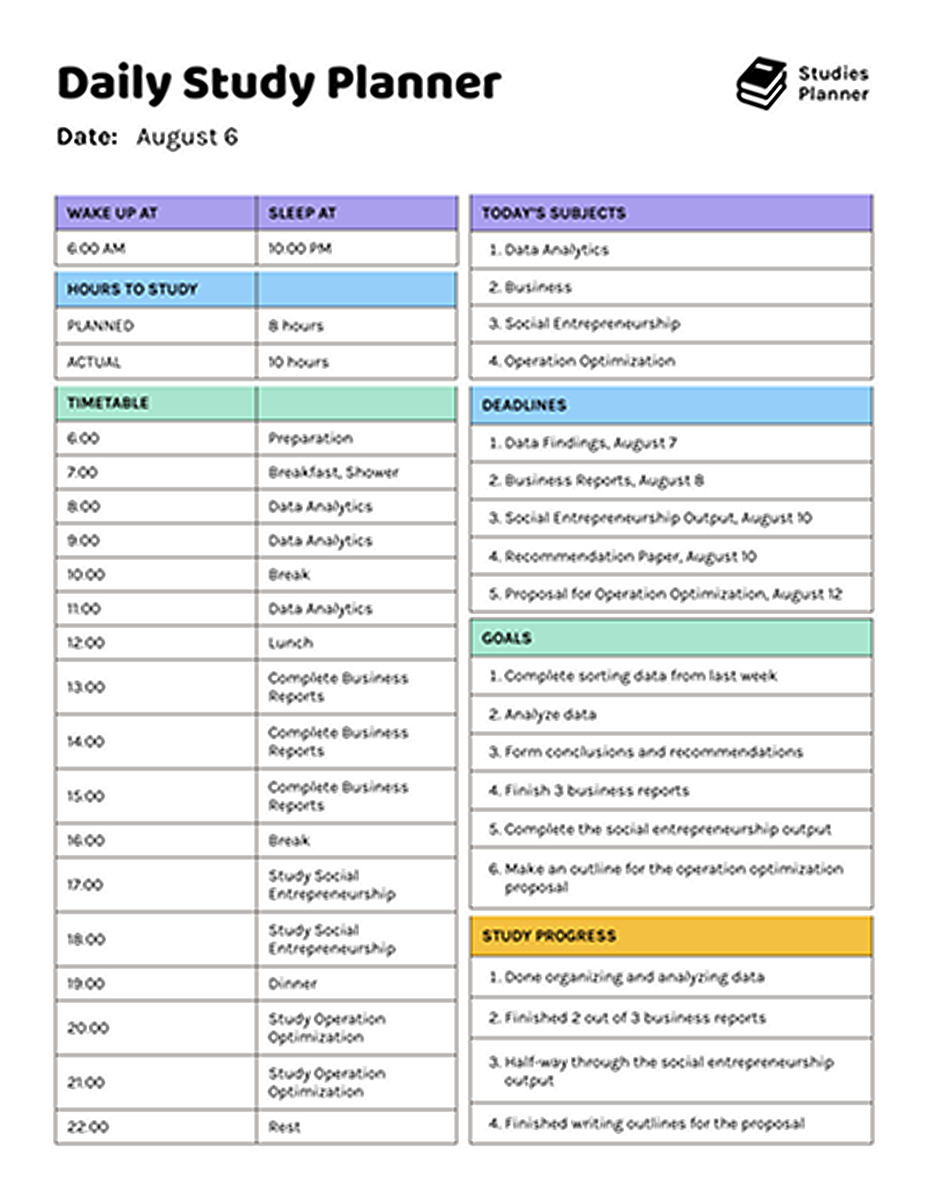 Daily Study Planner
Studies
Planner
Date: August 6
WAKE UP AT SLEEP AT
6:00 AM 10:00 PM
HOURS TO STUDY
PLANNED 8 hours
ACTUAL 10 hours
TIMETABLE
6:00 Preparation
7:00 Breakfast, Shower
8:00 Data Analytics
9:00 Data Analytics
10:00 Break
11:00 Data Analytics
12:00 Lunch
13:00 Complete Business
Reports
14:00 Complete Business
Reports
15:00 Complete Business
Reports
16:00 Break
17:00 Study Social
Entrepreneurship
18:00 Study Social
Entrepreneurship
19:00 Dinner
20:00 Study Operation
Optimization
21:00 Study Operation
Optimization
22:00 Rest
TODAY'S SUBJECTS
1. Data Analytics
2. Business
3. Social Entrepreneurship
4. Operation Optimization
DEADLINES
1. Data Findings, August 7
2. Business Reports, August 8
3. Social Entrepreneurship Output, August 10
4. Recommendation Paper, August 10
5. Proposal for Operation Optimization, August 12
GOALS
1. Complete sorting data from last week
2. Analyze data
3. Form conclusions and recommendations
4. Finish 3 business reports
5. Complete the social entrepreneurship output
6. Make an outline for the operation optimization
proposal
STUDY PROGRESS
1. Done organizing and analyzing data
2. Finished 2 out of 3 business reports
3. Half-way through the social entrepreneurship
output
4. Finished writing outlines for the proposal